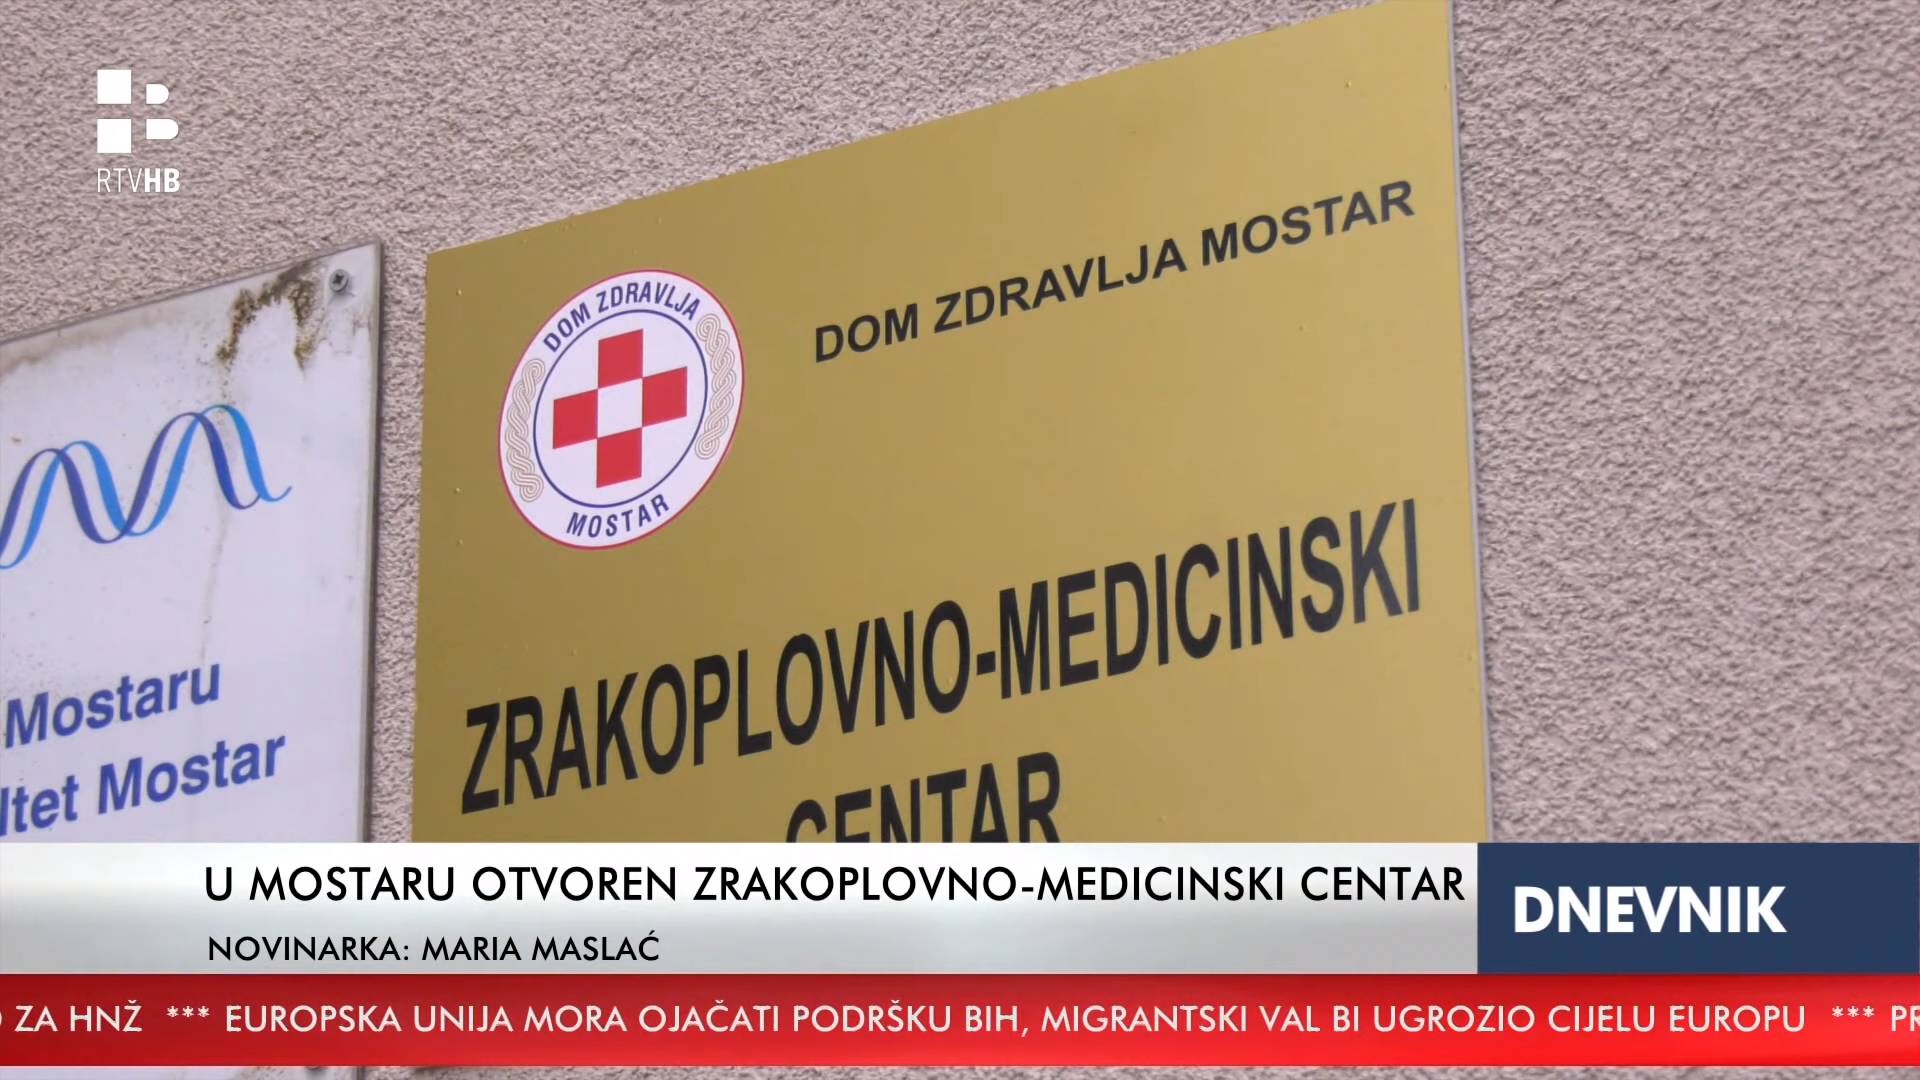 RTVHB
DOM ZDRAVLJA MOSTAR
DOM ZDRAVLJA
MOSTAR
ZRAKOPLOVNO-MEDICINSKI
CENTAR
Mostaru
Mostar
U MOSTARU OTVOREN ZRAKOPLOVNO-MEDICINSKI CENTAR
DNEVNIK
NOVINARKA: MARIA MASLAĆ
ZA HNŽ *** EUROPSKA UNIJA MORA OJAČATI PODRŠKU BIH, MIGRANTSKI VAL BI UGROZIO CIJELU EUROPU ***